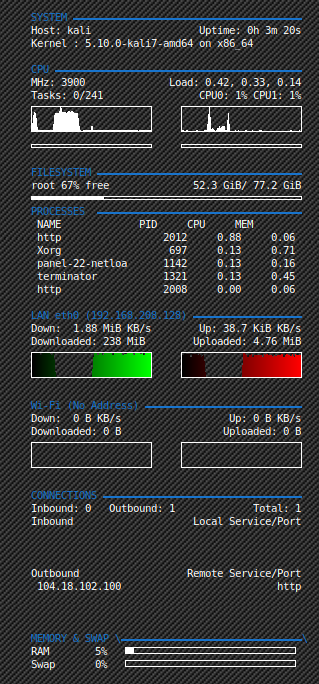 SYSTEM
Host: kali Uptime: 0h 3m 20s
Kernel : 5.10.0-kali7-amd64 on x86_64
CPU
MHz: 3900 Load: 0.42, 0.33, 0.14
Tasks: 0/241 CPU0: 1% CPU1: 1%
FILESYSTEM
root 67% free 52.3 GiB/ 77.2 GiB
PROCESSES
NAME PID CPU MEM
http 2012 0.88 0.06
Xorg 697 0.13 0.71
panel-22-netloa 1142 0.13 0.16
terminator 1321 0.13 0.45
http 2008 0.00 0.06
LAN eth0 (192.168.208.128)
Down: 1.88 MiB KB/s Up: 38.7 KiB KB/s
Downloaded: 238 MiB Uploaded: 4.76 MiB
Wi-Fi (No Address)
Down: 0 B KB/s Up: 0 B KB/s
Downloaded: 0 B Uploaded: 0 B
CONNECTIONS
Inbound: 0 Outbound: 1 Total: 1
Inbound Local Service/Port
Outbound Remote Service/Port
104.18.102.100 http
MEMORY & SWAP \ \
RAM 5%
Swap 0%